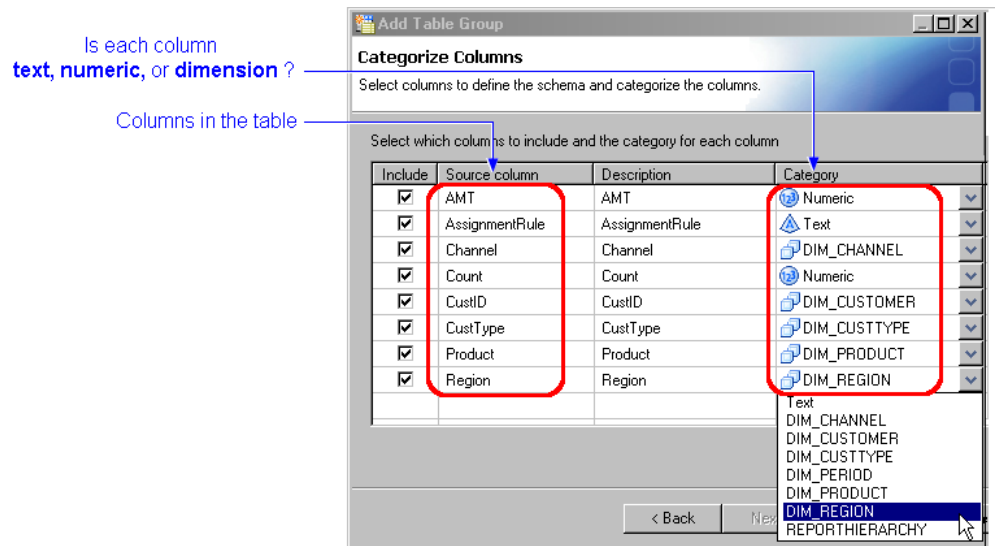 Add Table Group
Is each column
text, numeric, or dimension ?
Categorize Columns
Select columns to define the schema and categorize the columns.
Columns in the table
Select which columns to include and the category for each column
Include Source column Description Category
AMT AMT 123 Numeric
AssignmentRule AssignmentRule A Text
Channel Channel DIM_CHANNEL
Count Count 123 Numeric
CustID CustID DIM_CUSTOMER
CustType CustType DIM_CUSTTYPE
Product Product DIM_PRODUCT
Region Region DIM_REGION
Text
DIM_CHANNEL
DIM_CUSTOMER
DIM_CUSTTYPE
DIM_PERIOD
DIM_PRODUCT
DIM_REGION
REPORTHIERARCHY
< Back